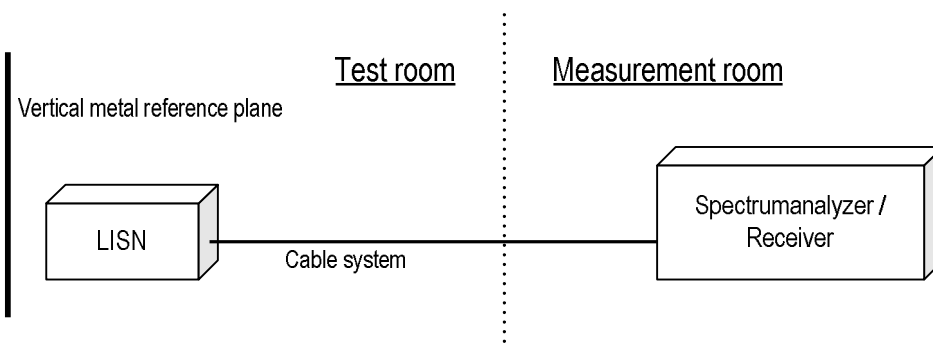 Test room
Measurement room
Vertical metal reference plane
LISN
Cable system
Spectrumanalyzer /
Receiver